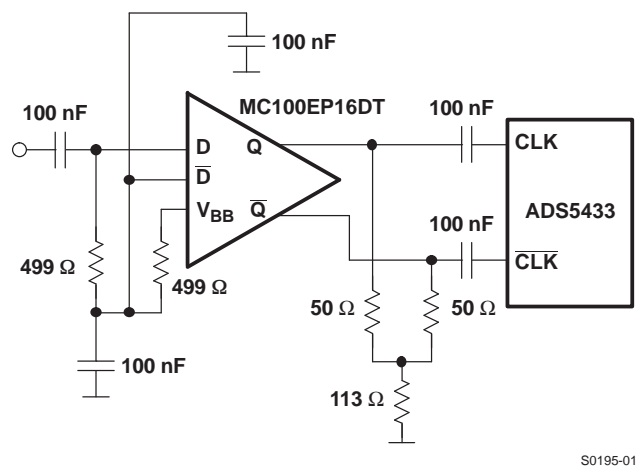 100 nF
MC100EP16DT
100 nF
100 nF
D
Q
CLK
D
ADS5433
VBB
Q
100 nF
CLK
499 Ω
499 Ω
50 Ω
50 Ω
100 nF
113 Ω
S0195-01